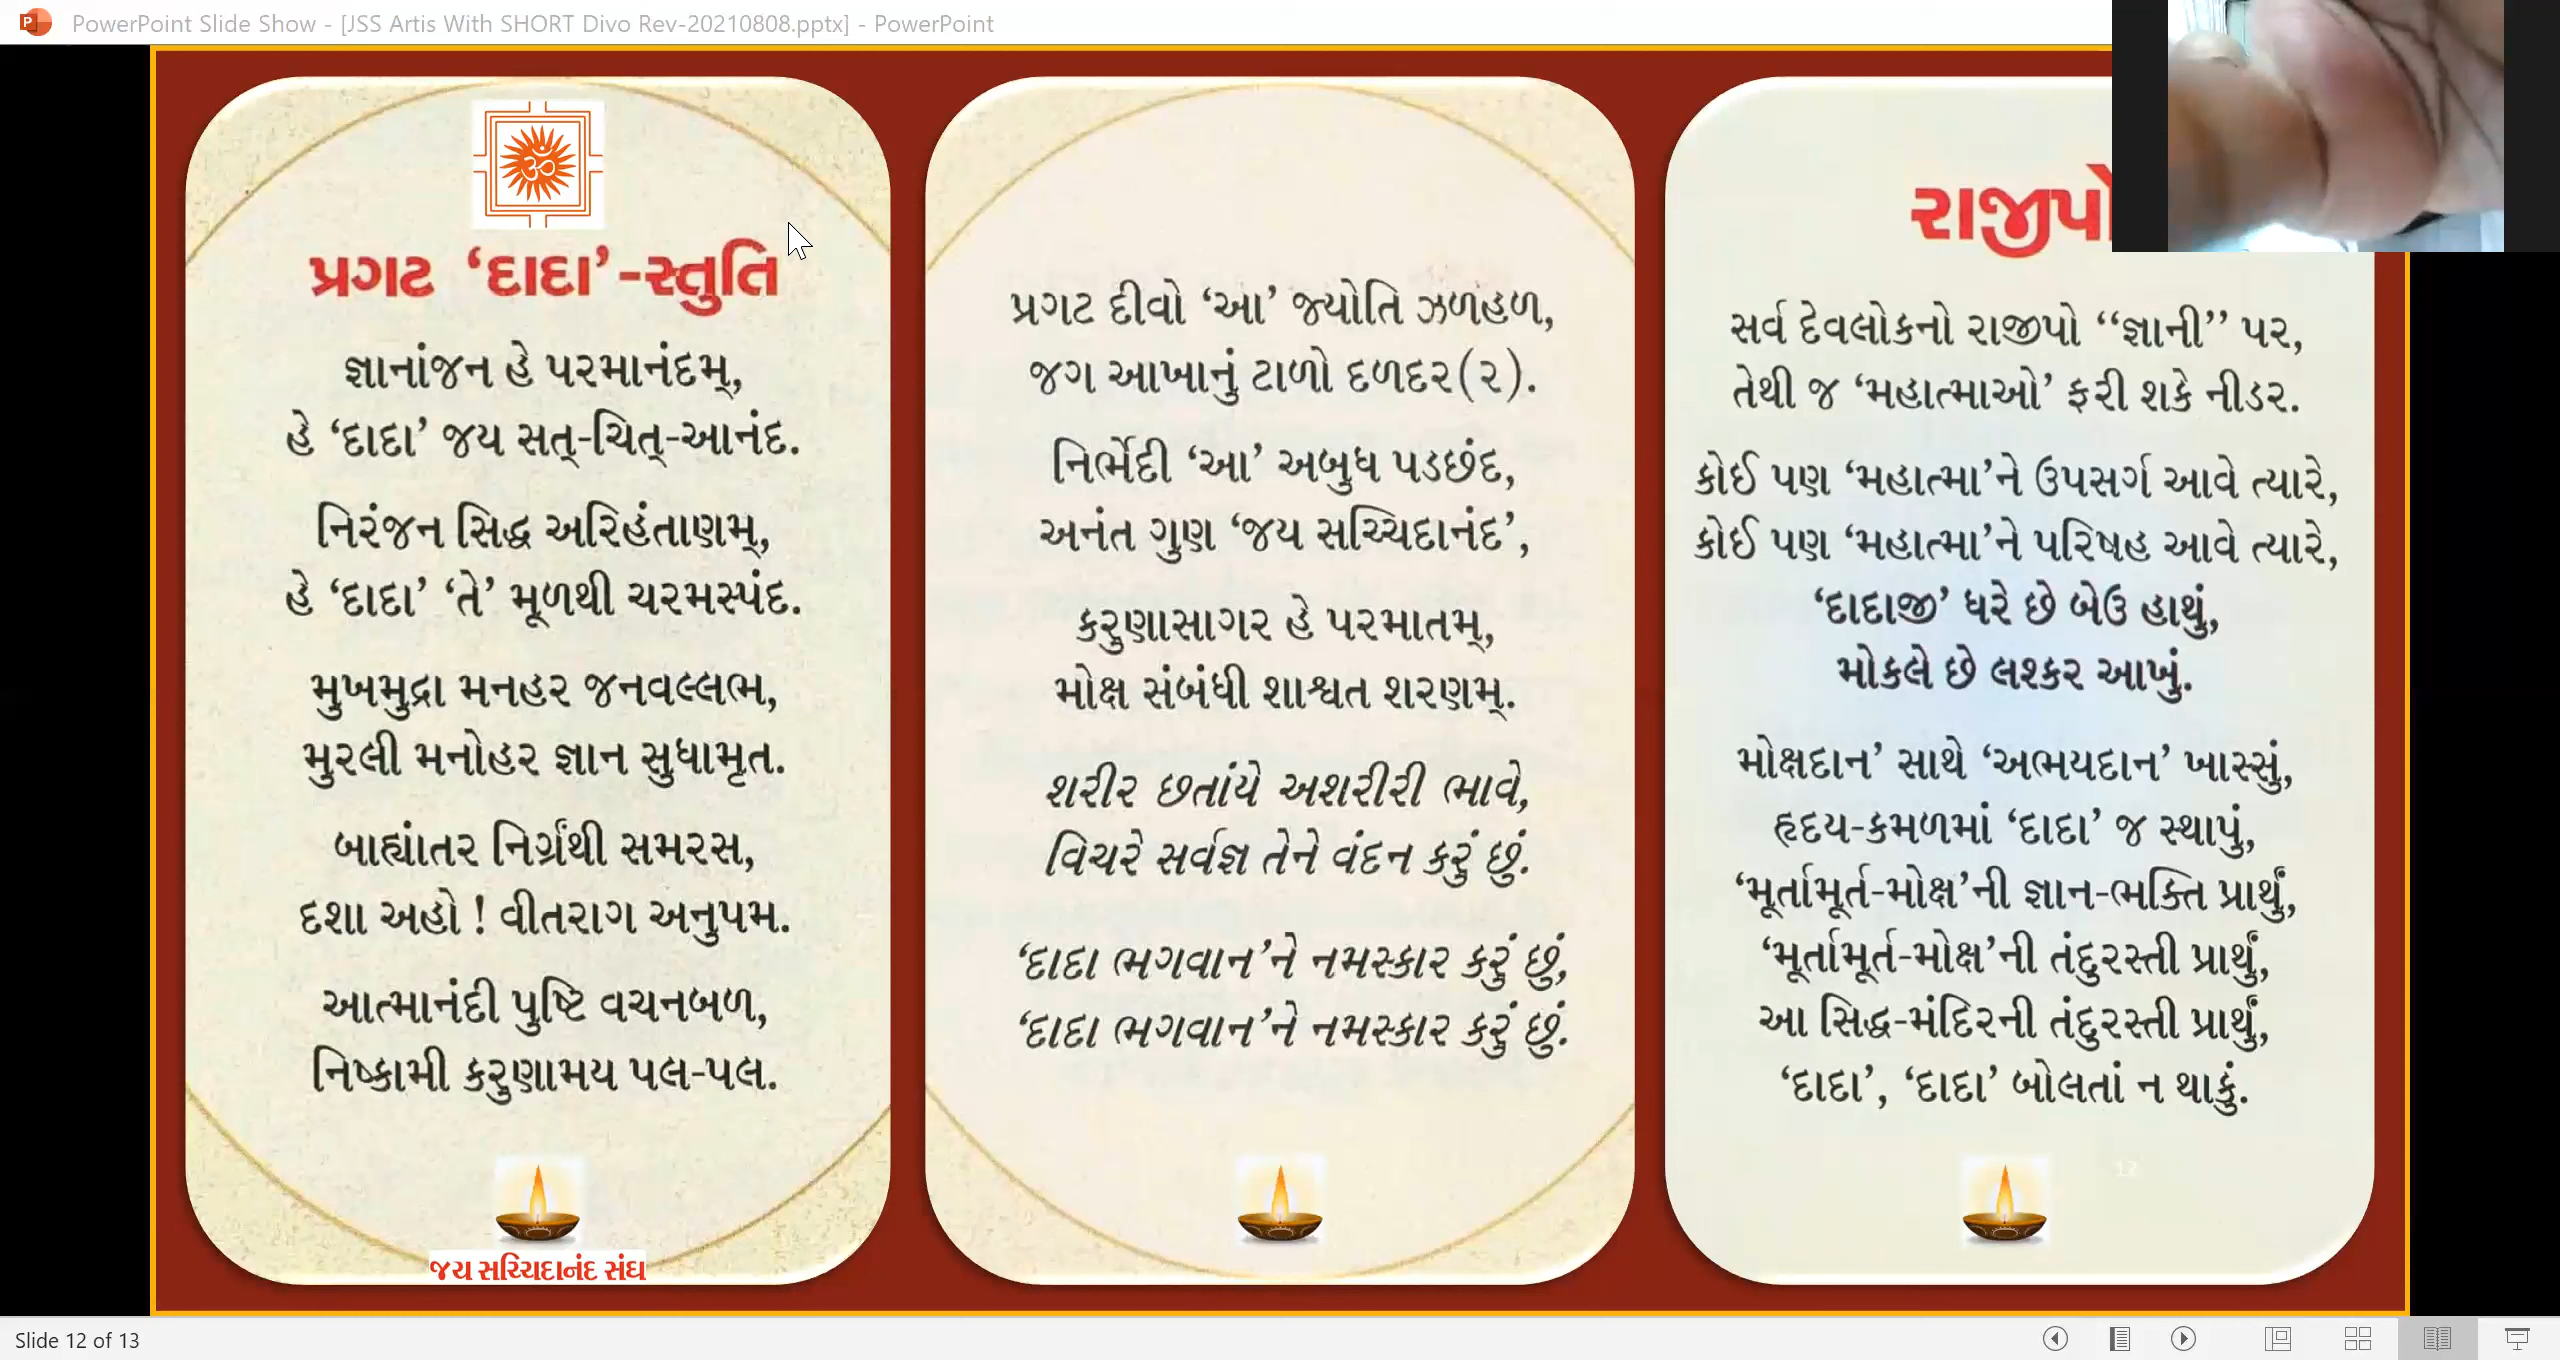 PowerPoint Slide Show - [JSS Artis With SHORT Divo Rev-20210808.pptx] - PowerPoint
પ્રગટ ‘દાદા’-સ્તુતિ
જ્ઞાનાંજન હે પરમાનંદમ્,
હે ‘દાદા’ જય સત્-ચિત્-આનંદ.
નિરંજન સિદ્ધ અરિહંતાણમ્,
હે ‘દાદા’ ‘તે’ મૂળથી ચરમસ્પંદ.
મુખમુદ્રા મનહર જનવલ્લભ,
મુરલી મનોહર જ્ઞાન સુધામૃત.
બાહ્યાંતર નિર્ગ્રંથી સમરસ,
દશા અહો ! વીતરાગ અનુપમ.
આત્માનંદી પુષ્ટિ વચનબળ,
નિષ્કામી કરુણામય પલ-પલ.
જય સચ્ચિદાનંદ સંઘ
પ્રગટ દીવો ‘આ’ જ્યોતિ ઝળહળ,
જગ આખાનું ટાળો દળદર(૨).
નિર્ભેદી ‘આ’ અબુધ પડછંદ,
અનંત ગુણ ‘જય સચ્ચિદાનંદ’,
કરુણાસાગર હે પરમાતમ્,
મોક્ષ સંબંધી શાશ્વત શરણમ્.
શરીર છતાંયે અશરીરી ભાવે,
વિચરે સર્વજ્ઞ તેને વંદન કરું છું.
‘દાદા ભગવાન’ને નમસ્કાર કરું છું,
‘દાદા ભગવાન’ને નમસ્કાર કરું છું.
રાજીપો
સર્વ દેવલોકનો રાજીપો “જ્ઞાની” પર,
તેથી જ ‘મહાત્માઓ’ ફરી શકે નીડર.
કોઈ પણ ‘મહાત્મા’ને ઉપસર્ગ આવે ત્યારે,
કોઈ પણ ‘મહાત્મા’ને પરિષહ આવે ત્યારે,
‘દાદાજી’ ધરે છે બેઉ હાથું,
મોકલે છે લશ્કર આખું.
મોક્ષદાન’ સાથે ‘અભયદાન’ ખાસ્સું,
હૃદય-કમળમાં ‘દાદા’ જ સ્થાપું,
‘મૂર્તામૂર્ત-મોક્ષ’ની જ્ઞાન-ભક્તિ પ્રાર્થું,
‘મૂર્તામૂર્ત-મોક્ષ’ની તંદુરસ્તી પ્રાર્થું,
આ સિદ્ધ-મંદિરની તંદુરસ્તી પ્રાર્થું,
‘દાદા’, ‘દાદા’ બોલતાં ન થાકું.
12
Slide 12 of 13